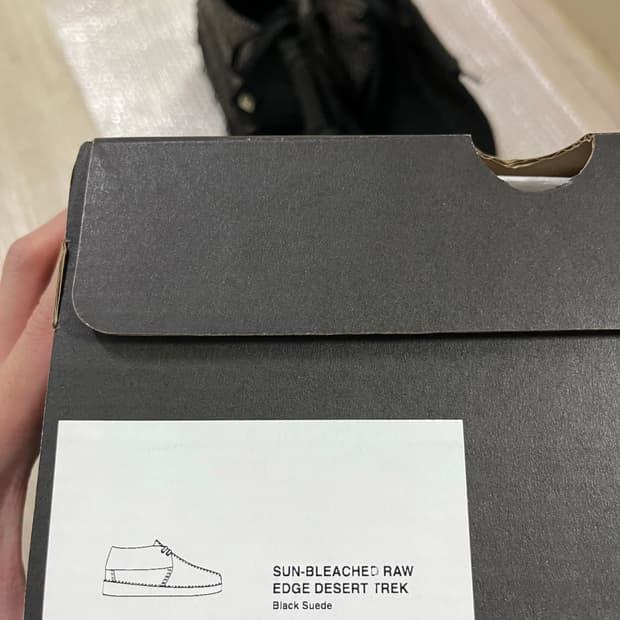 SUN-BLEACHED RAW
EDGE DESERT TREK
Black Suede